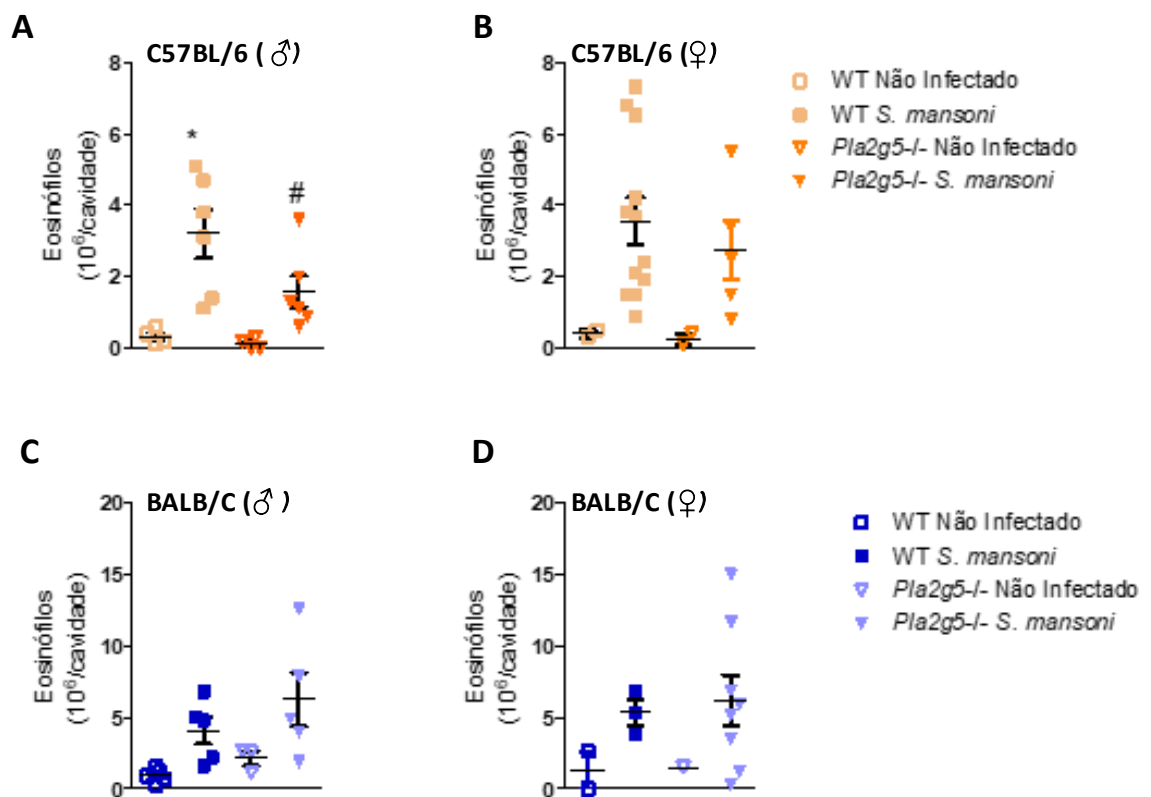 A
B
C57BL/6 (♂)
C57BL/6 (♀)
8
6
4
2
0
Eosinófilos
(10⁶/cavidade)
*
#
8
6
4
2
0
Eosinófilos
(10⁶/cavidade)
WT Não Infectado
WT S. mansoni
Pla2g5-/- Não Infectado
Pla2g5-/- S. mansoni
C
D
BALB/C (♂)
BALB/C (♀)
20
15
10
5
0
Eosinófilos
(10⁶/cavidade)
20
15
10
5
0
Eosinófilos
(10⁶/cavidade)
WT Não Infectado
WT S. mansoni
Pla2g5-/- Não Infectado
Pla2g5-/- S. mansoni